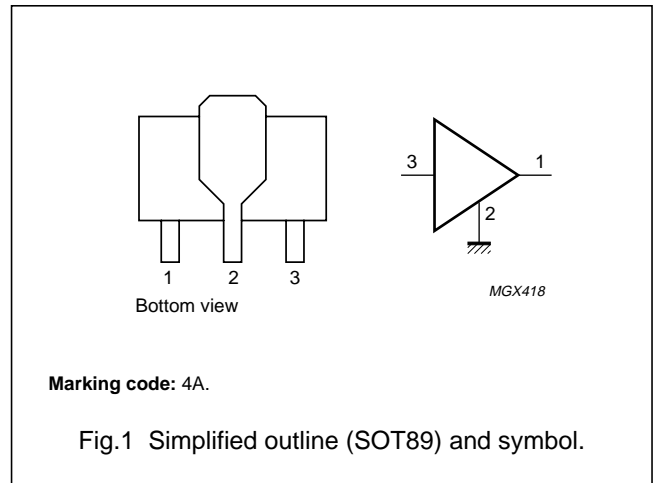 1 2 3
Bottom view
3 1
2
MGX418
Marking code: 4A.
Fig.1 Simplified outline (SOT89) and symbol.